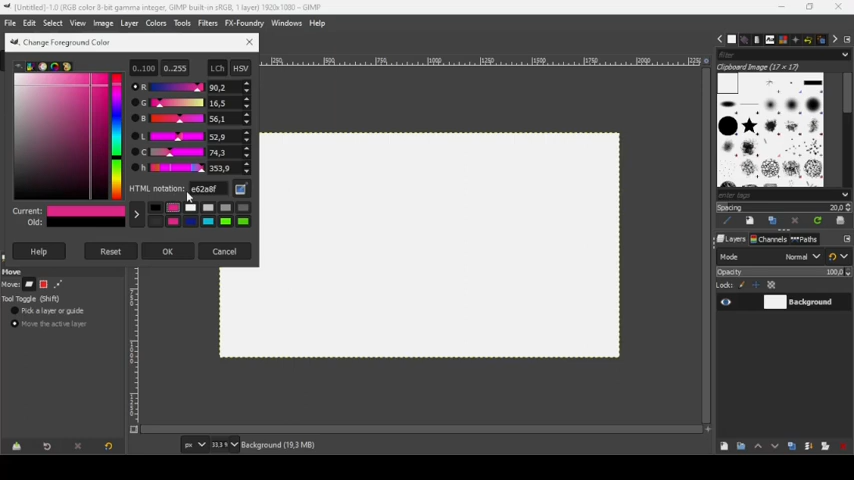 [Untitled]-1.0 (RGB color 8-bit gamma integer, GIMP built-in sRGB, 1 layer) 1920x1080 – GIMP
File Edit Select View Image Layer Colors Tools Filters FX-Foundry Windows Help
Change Foreground Color
0..100 0..255 LCh HSV
R 90,2
G 16,5
B 56,1
L 52,9
C 74,3
h 353,9
HTML notation: e62a8f
Current:
Old:
Help Reset OK Cancel
Move
Move:
Tool Toggle (Shift)
Pick a layer or guide
Move the active layer
px 33,3 Background (19,3 MB)
filter
Clipboard Image (17 × 17)
enter tags
Spacing 20,0
Layers Channels Paths
Mode Normal
Opacity 100,0
Lock:
Background